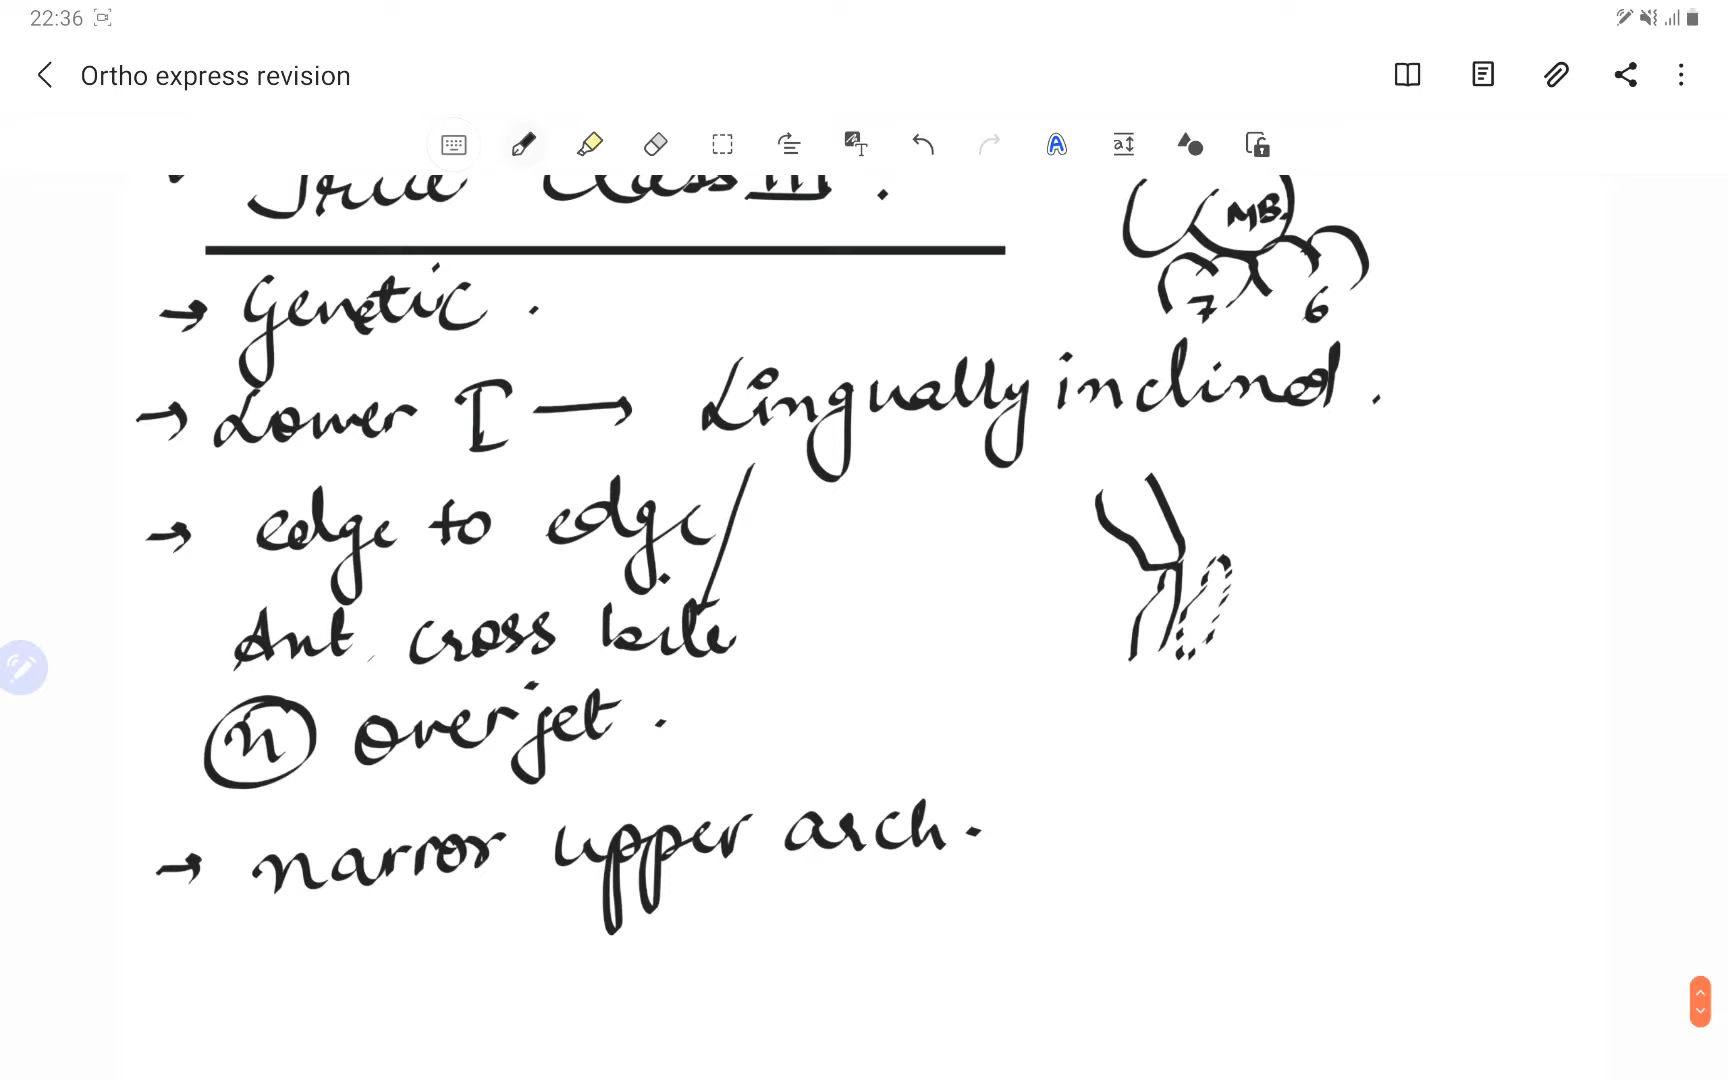 22:36
Ortho express revision
True Class III.
MB
7 6
→ Genetic.
→ Lower I → Lingually inclined.
→ edge to edge /
Ant. cross bite
(n) overjet.
→ narror upper arch.